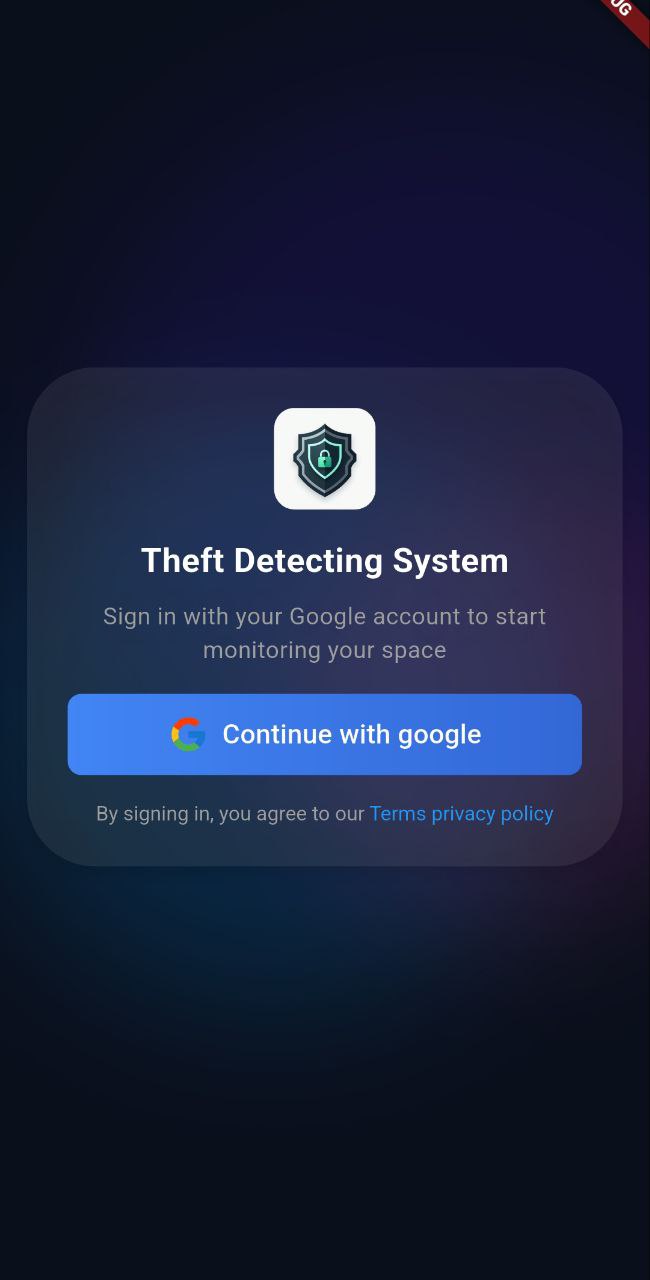 Theft Detecting System
Sign in with your Google account to start
monitoring your space
Continue with google
By signing in, you agree to our Terms privacy policy